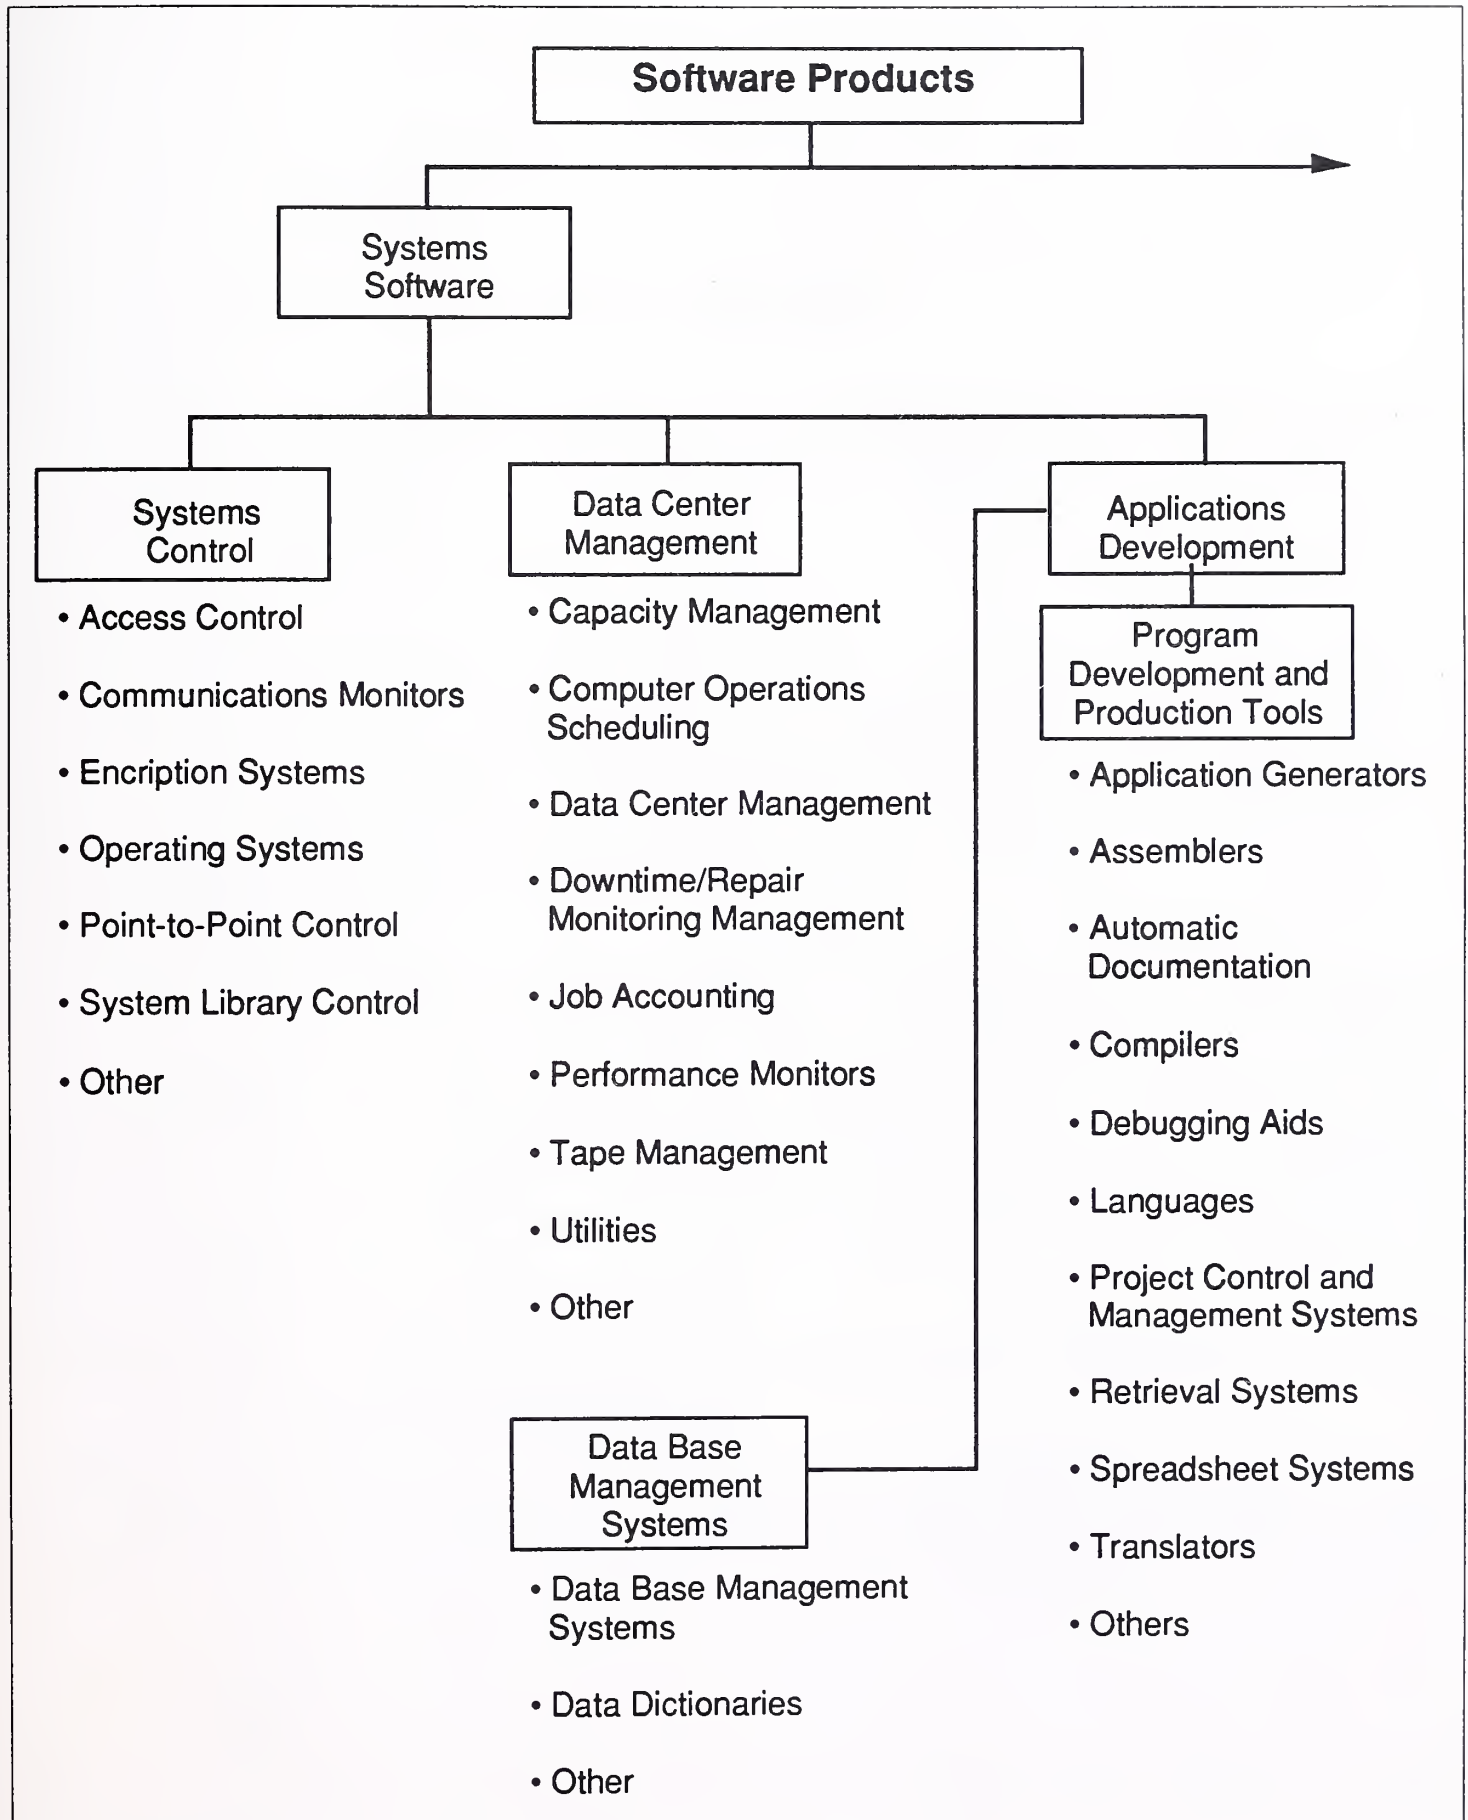 Software Products
Systems
Software
Systems
Control
• Access Control
• Communications Monitors
• Encription Systems
• Operating Systems
• Point-to-Point Control
• System Library Control
• Other
Data Center
Management
• Capacity Management
• Computer Operations
Scheduling
• Data Center Management
• Downtime/Repair
Monitoring Management
• Job Accounting
• Performance Monitors
• Tape Management
• Utilities
• Other
Applications
Development
Data Base
Management
Systems
• Data Base Management
Systems
• Data Dictionaries
• Other
Program
Development and
Production Tools
• Application Generators
• Assemblers
• Automatic
Documentation
• Compilers
• Debugging Aids
• Languages
• Project Control and
Management Systems
• Retrieval Systems
• Spreadsheet Systems
• Translators
• Others